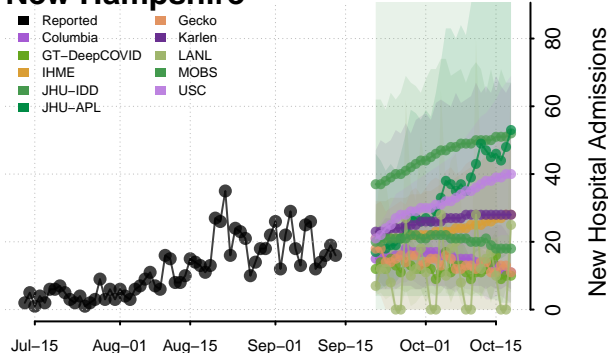 New Hampshire
Reported
Columbia
GT−DeepCOVID
IHME
JHU−IDD
JHU−APL
Gecko
Karlen
LANL
MOBS
USC
0
20
40
60
80
New Hospital Admissions
Jul−15
Aug−01
Aug−15
Sep−01
Sep−15
Oct−01
Oct−15